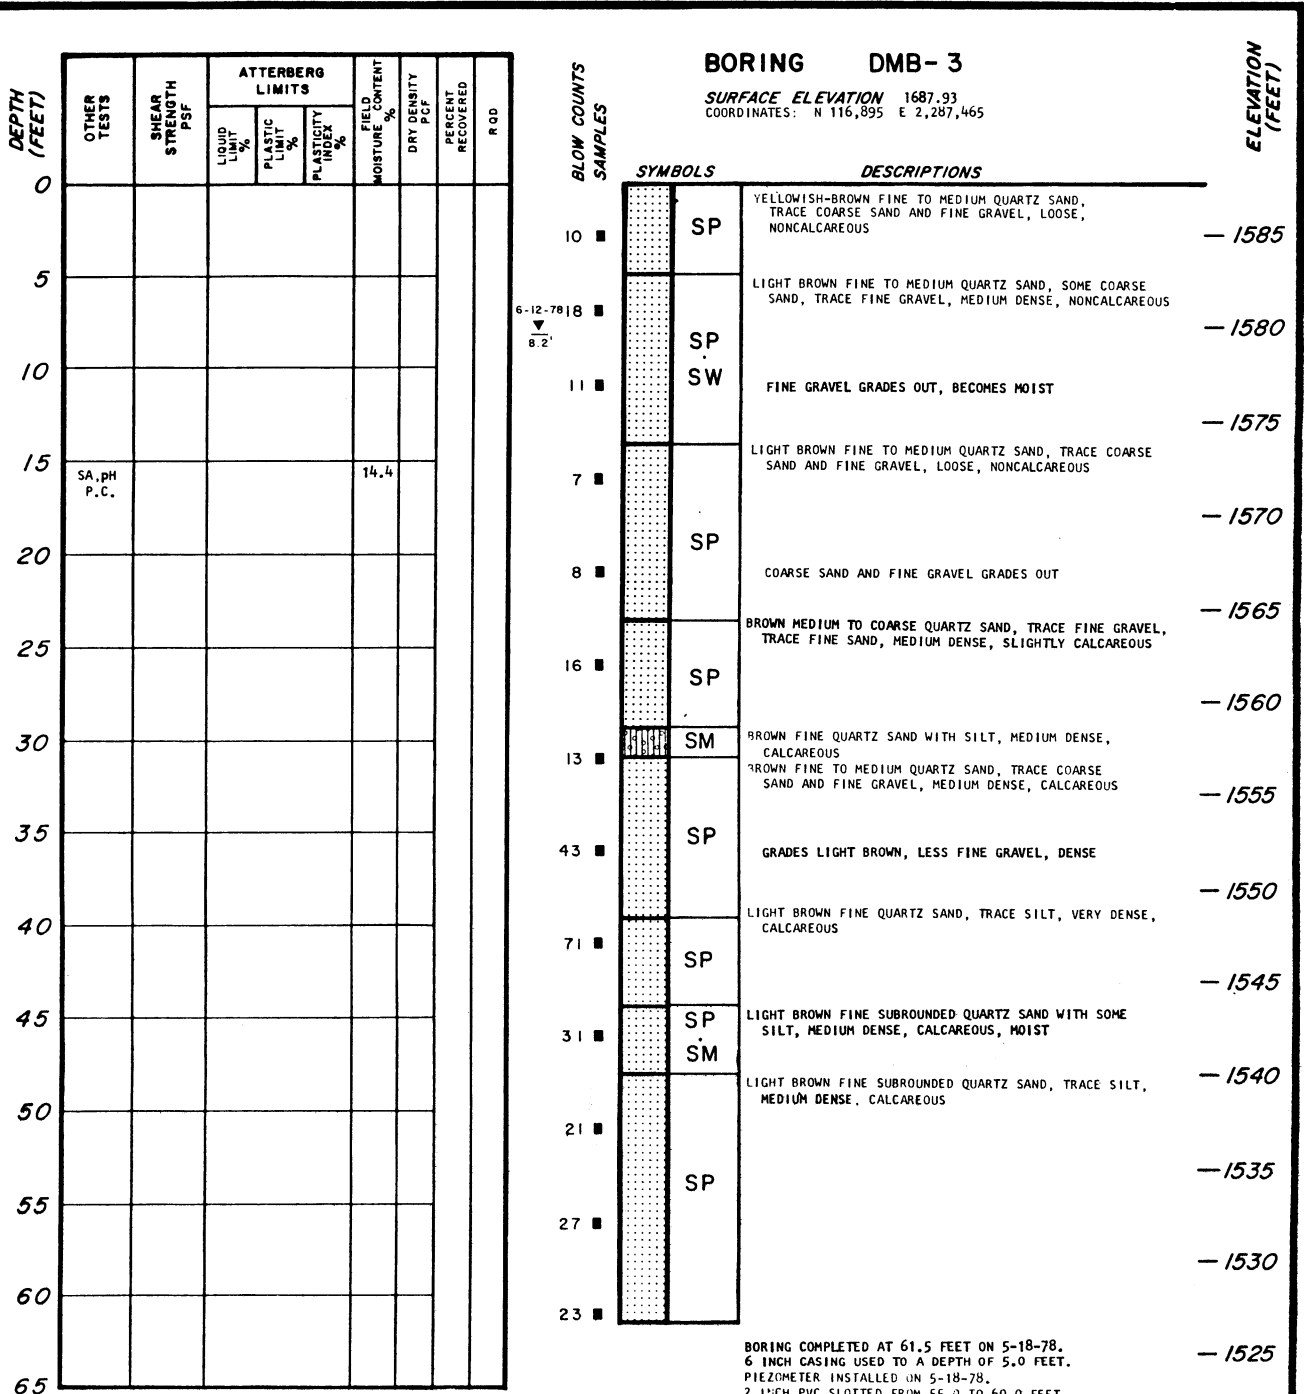 BORING DMB-3
SURFACE ELEVATION 1687.93
COORDINATES: N 116,895 E 2,287,465
DEPTH (FEET)
OTHER TESTS
SHEAR STRENGTH PSF
ATTERBERG LIMITS
LIQUID LIMIT %
PLASTIC LIMIT %
PLASTICITY INDEX %
FIELD MOISTURE CONTENT %
DRY DENSITY PCF
PERCENT RECOVERED
RQD
BLOW COUNTS
SAMPLES
SYMBOLS
DESCRIPTIONS
ELEVATION (FEET)
0
YELLOWISH-BROWN FINE TO MEDIUM QUARTZ SAND,
TRACE COARSE SAND AND FINE GRAVEL, LOOSE,
NONCALCAREOUS
SP
10
1585
5
LIGHT BROWN FINE TO MEDIUM QUARTZ SAND, SOME COARSE
SAND, TRACE FINE GRAVEL, MEDIUM DENSE, NONCALCAREOUS
6-12-78
18
8.2'
1580
SP
SW
10
11
FINE GRAVEL GRADES OUT, BECOMES MOIST
1575
LIGHT BROWN FINE TO MEDIUM QUARTZ SAND, TRACE COARSE
SAND AND FINE GRAVEL, LOOSE, NONCALCAREOUS
15
SA,pH
P.C.
14.4
7
1570
SP
20
8
COARSE SAND AND FINE GRAVEL GRADES OUT
1565
BROWN MEDIUM TO COARSE QUARTZ SAND, TRACE FINE GRAVEL,
TRACE FINE SAND, MEDIUM DENSE, SLIGHTLY CALCAREOUS
25
16
SP
1560
30
SM
BROWN FINE QUARTZ SAND WITH SILT, MEDIUM DENSE,
CALCAREOUS
13
BROWN FINE TO MEDIUM QUARTZ SAND, TRACE COARSE
SAND AND FINE GRAVEL, MEDIUM DENSE, CALCAREOUS
1555
35
SP
43
GRADES LIGHT BROWN, LESS FINE GRAVEL, DENSE
1550
LIGHT BROWN FINE QUARTZ SAND, TRACE SILT, VERY DENSE,
CALCAREOUS
40
71
SP
1545
45
LIGHT BROWN FINE SUBROUNDED QUARTZ SAND WITH SOME
SILT, MEDIUM DENSE, CALCAREOUS, MOIST
SP
SM
31
1540
LIGHT BROWN FINE SUBROUNDED QUARTZ SAND, TRACE SILT,
MEDIUM DENSE, CALCAREOUS
50
21
1535
SP
55
27
1530
60
23
BORING COMPLETED AT 61.5 FEET ON 5-18-78.
6 INCH CASING USED TO A DEPTH OF 5.0 FEET.
PIEZOMETER INSTALLED ON 5-18-78.
2 INCH PVC SLOTTED FROM 55.0 TO 60.0 FEET
1525
65